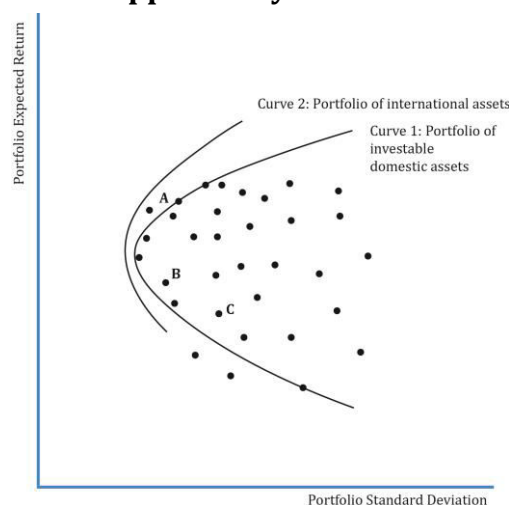 Portfolio Expected Return
Curve 2: Portfolio of international assets
Curve 1: Portfolio of
investable
domestic assets
A
B
C
Portfolio Standard Deviation